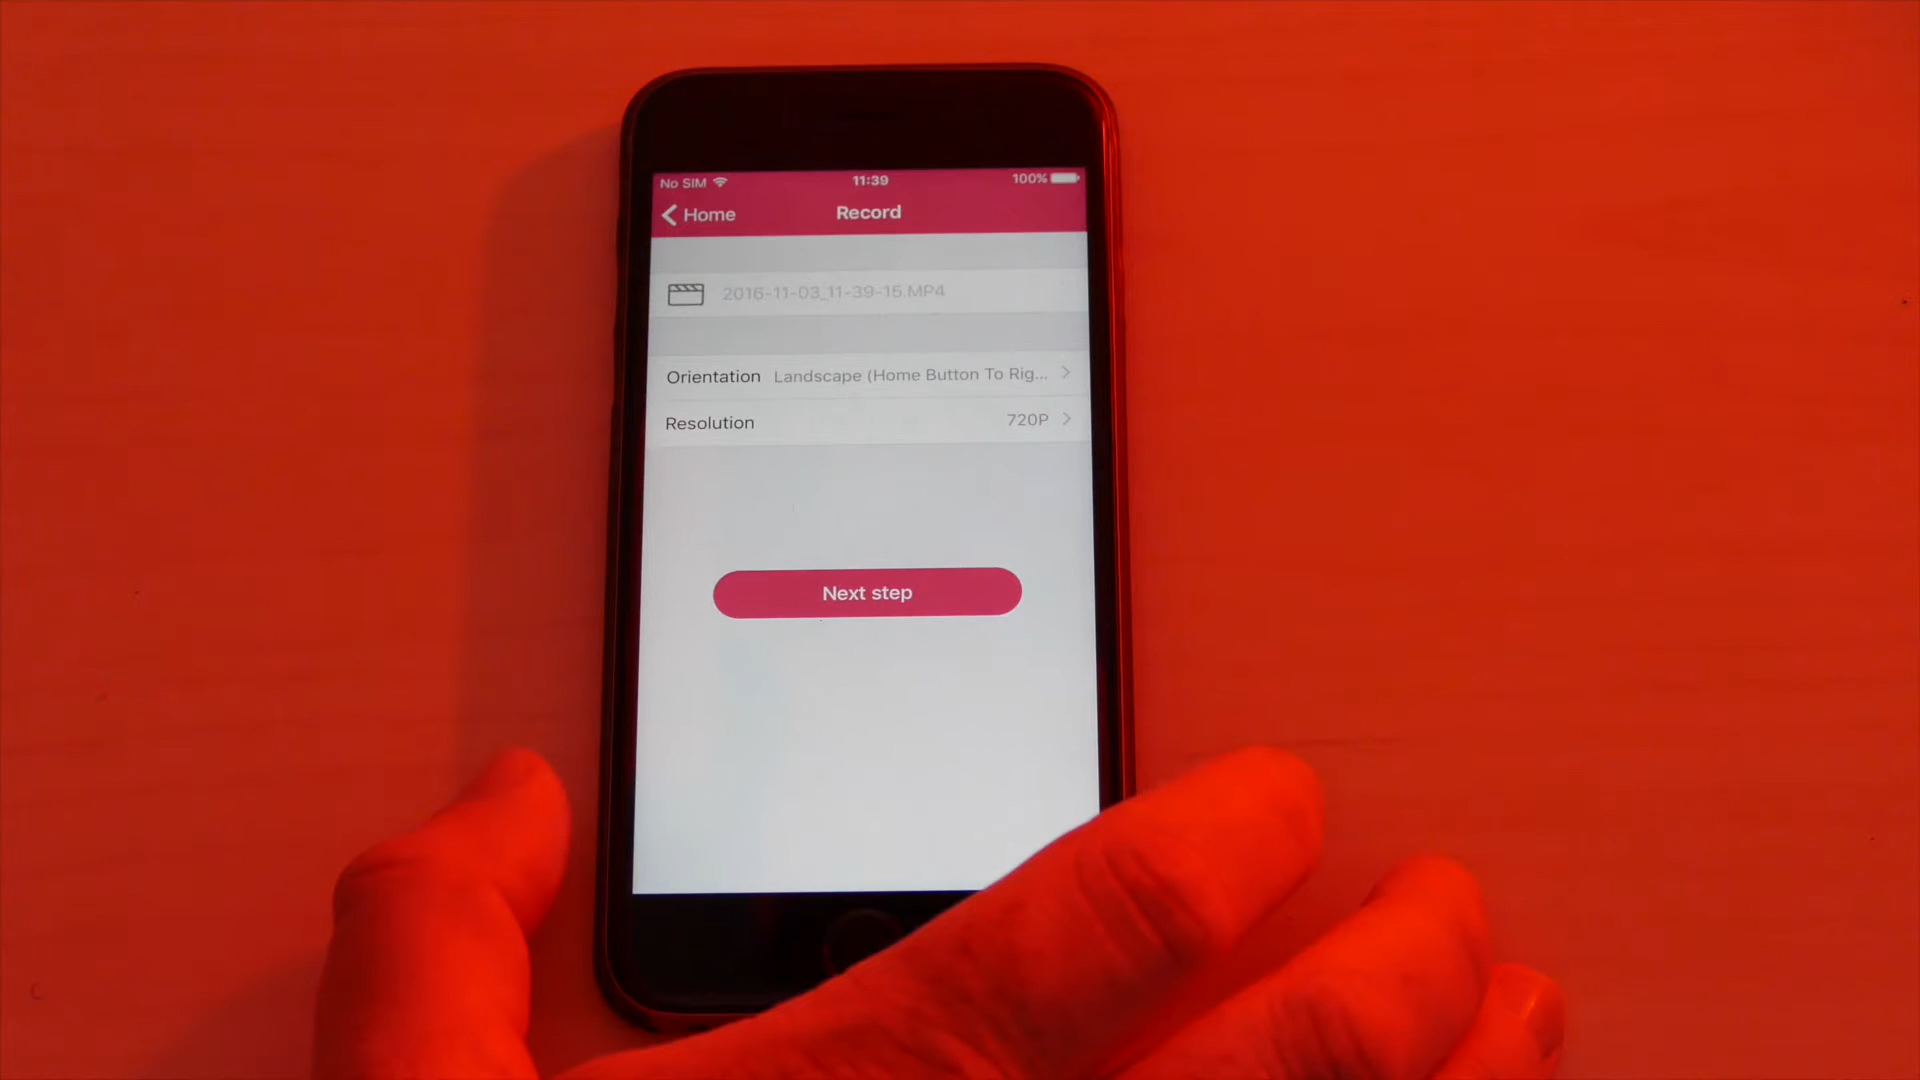 No SIM 11:39 100%
Home Record
2016-11-03_11-39-15.MP4
Orientation Landscape (Home Button To Rig...
Resolution 720P
Next step